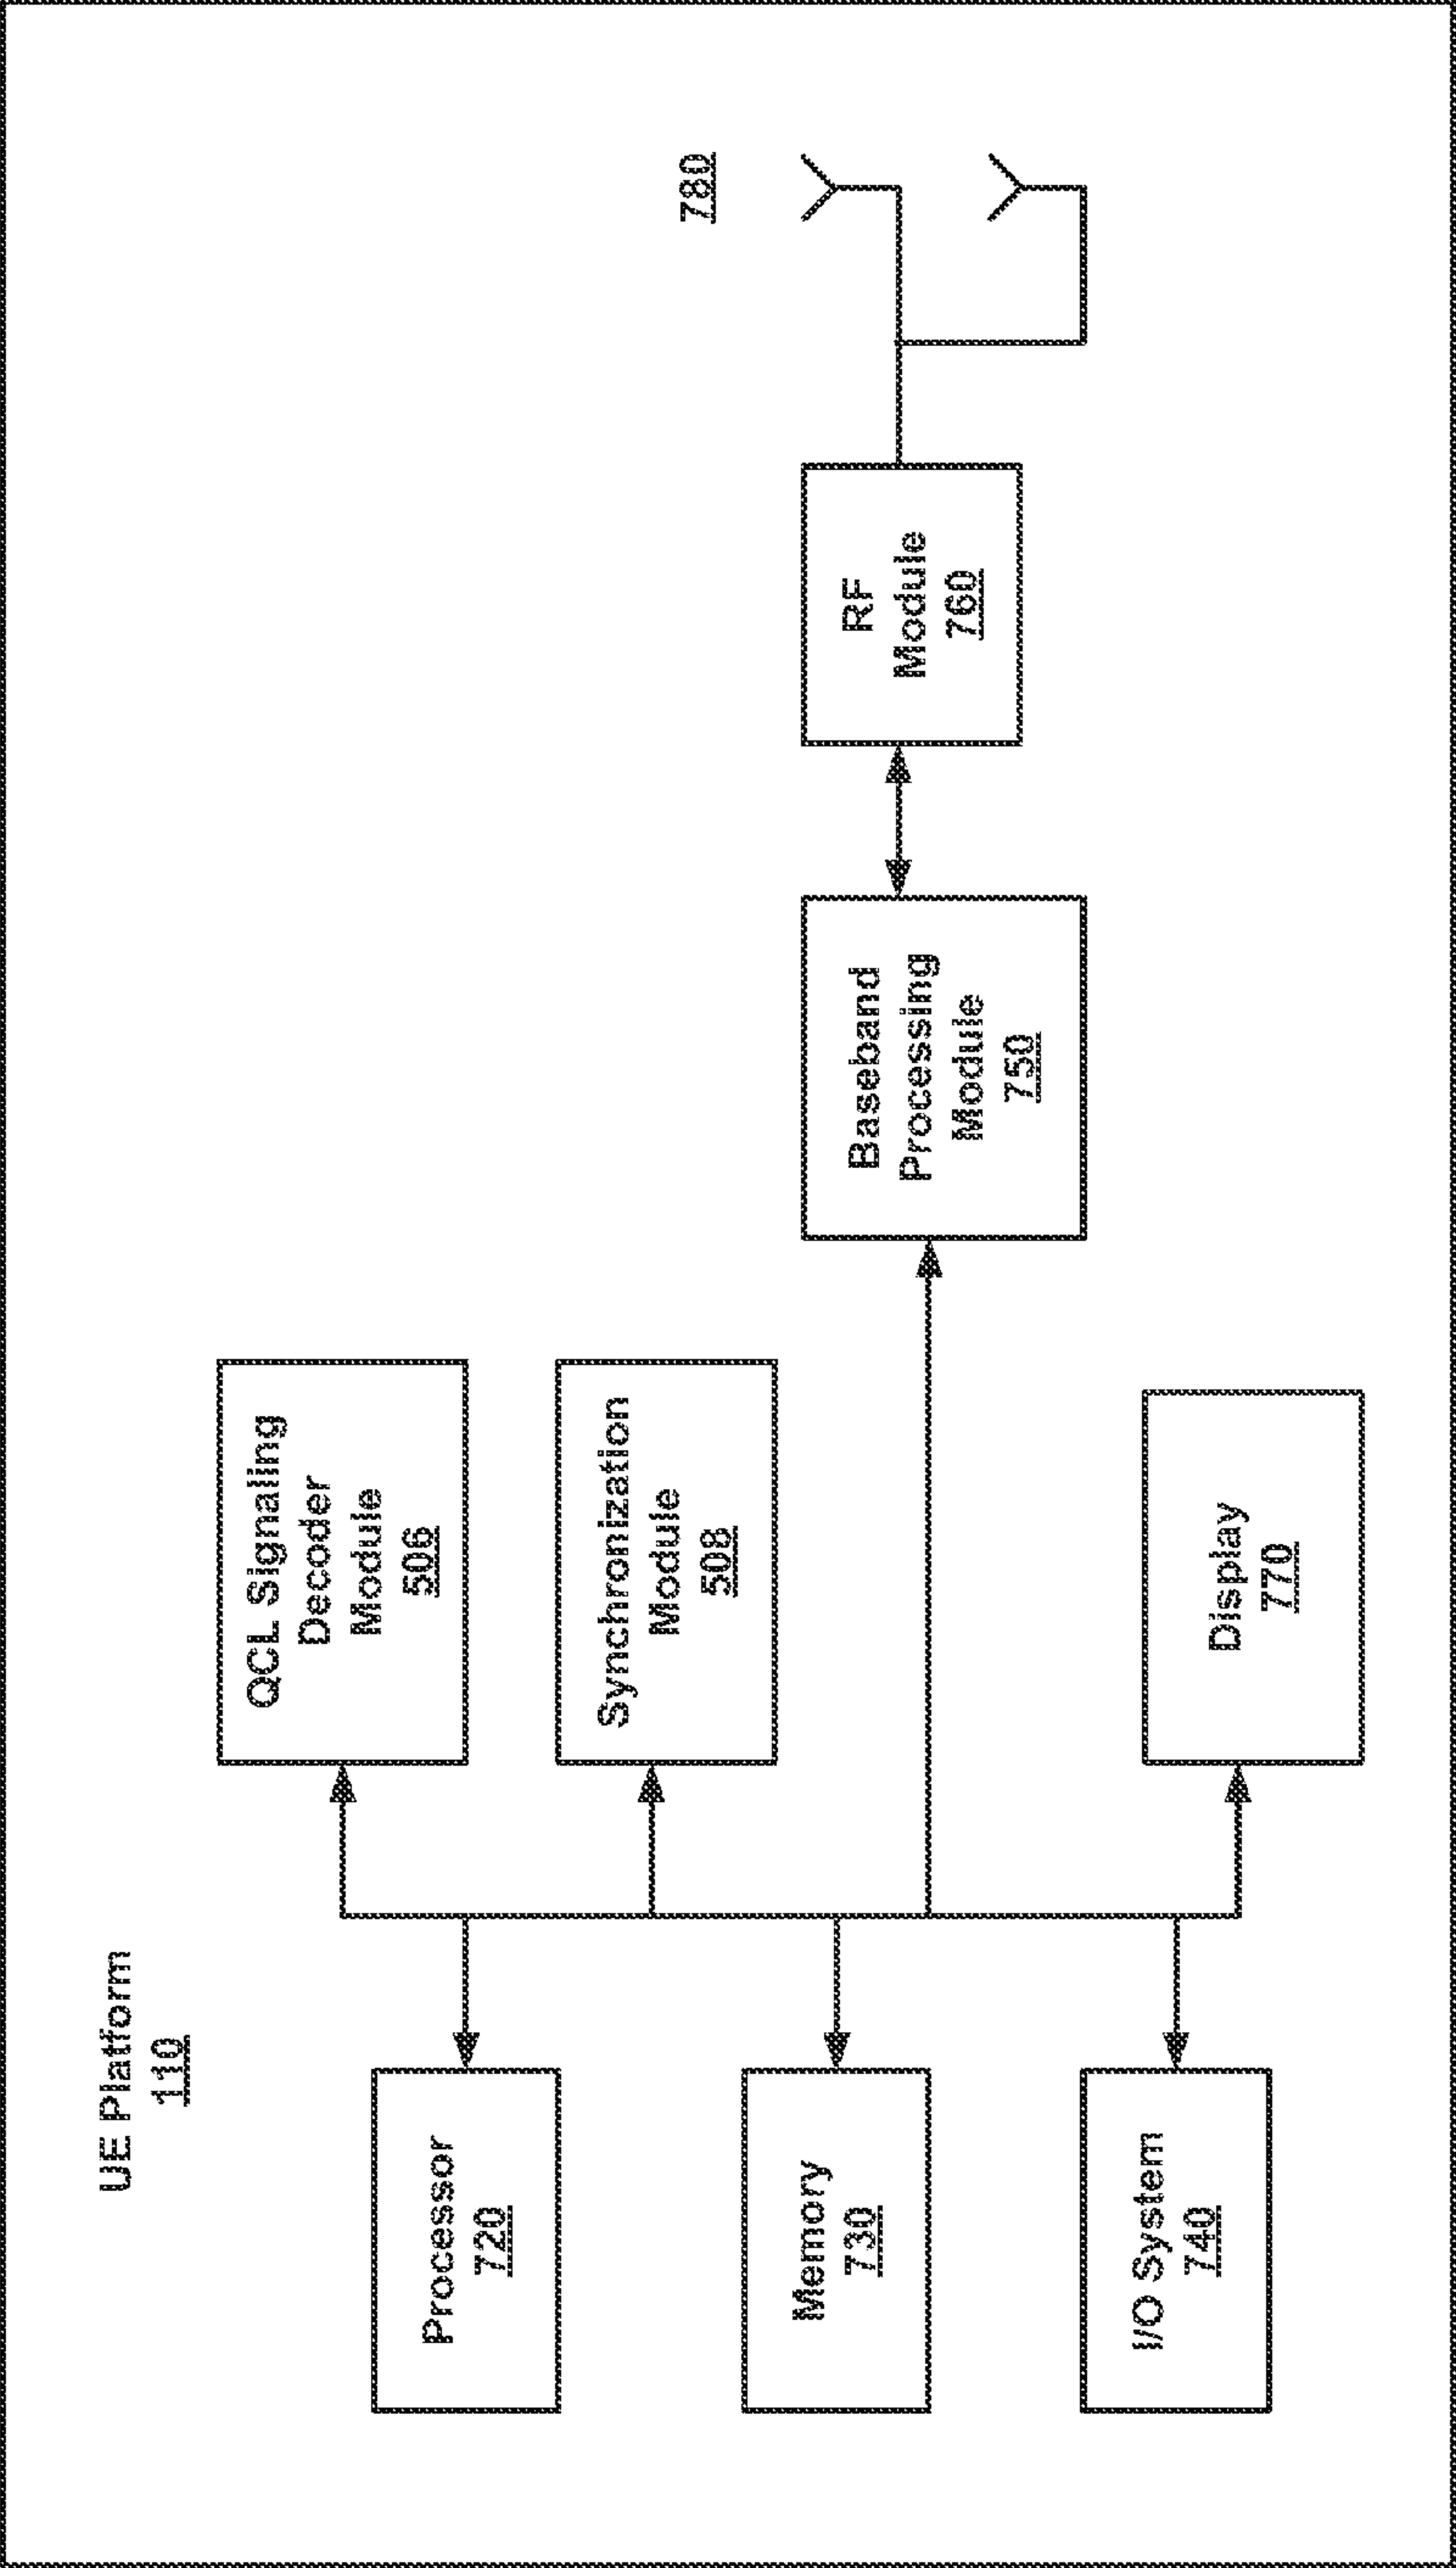 UE Platform
110
Processor
720
Memory
730
I/O System
740
QCL Signaling
Decoder
Module
506
Synchronization
Module
508
Display
770
Baseband
Processing
Module
750
RF
Module
760
780